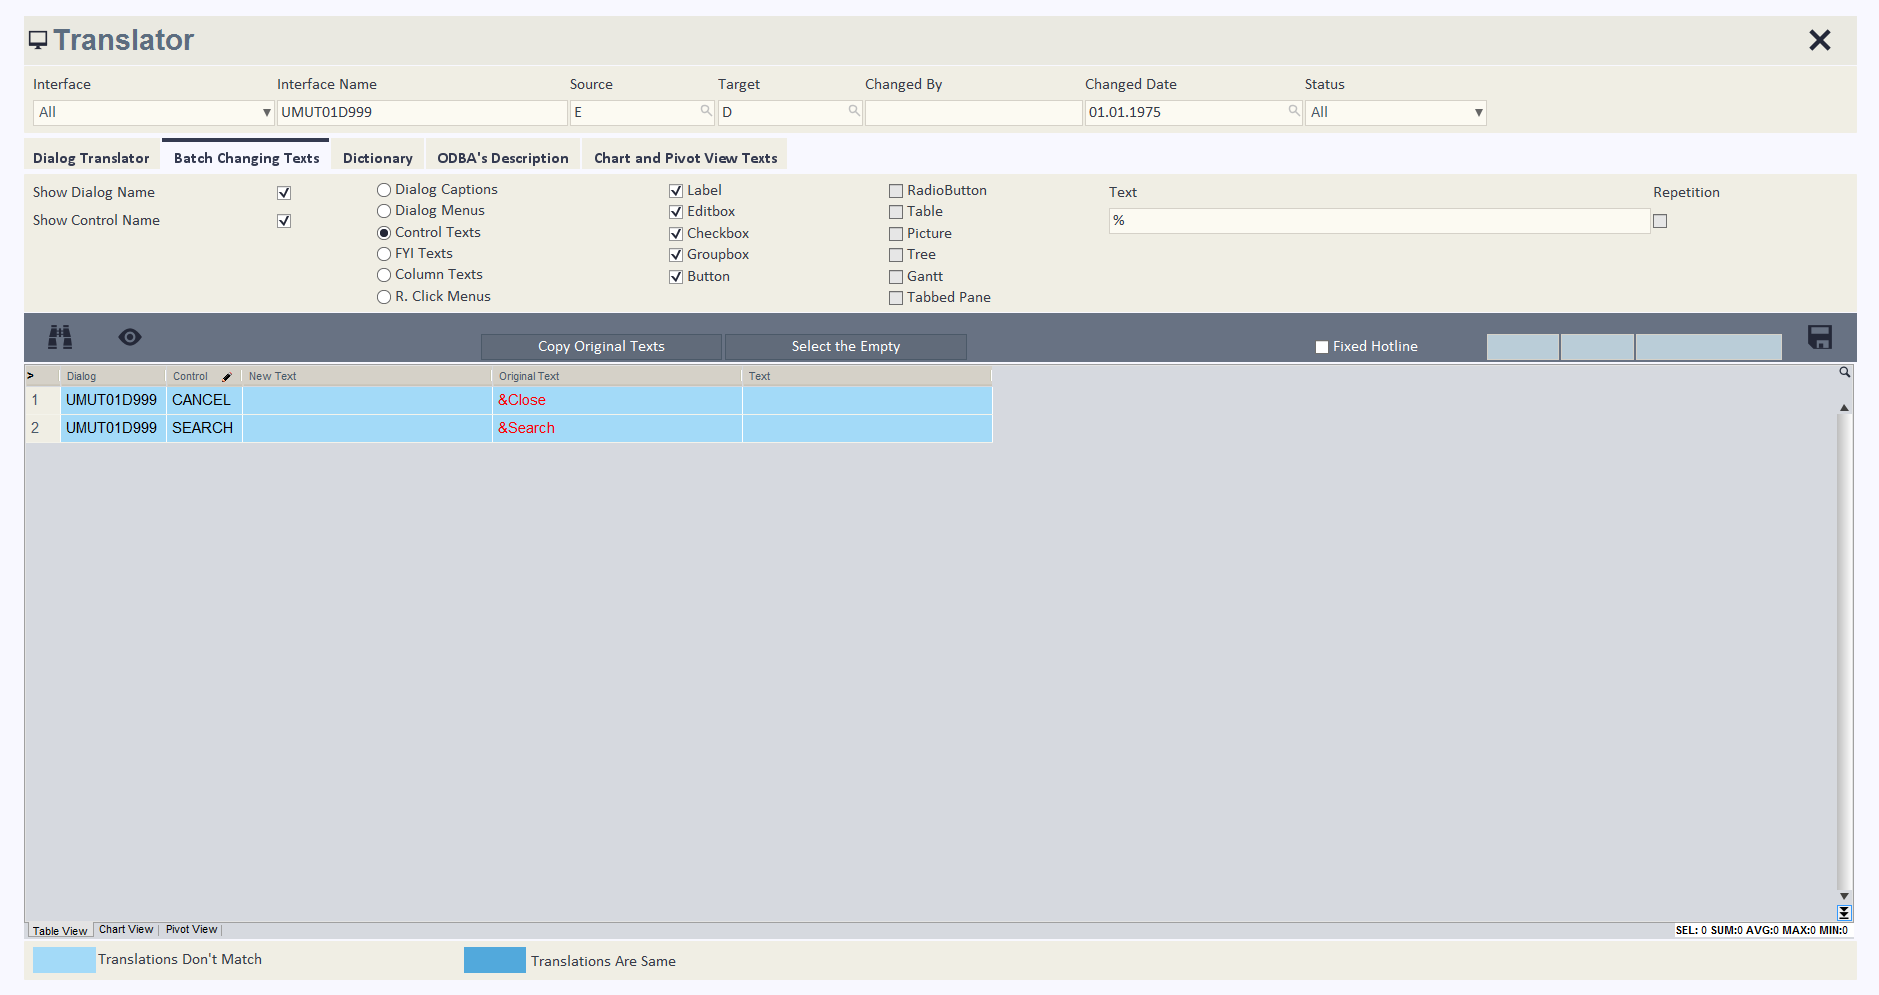 Translator
Interface Interface Name Source Target Changed By Changed Date Status
All UMUT01D999 E D 01.01.1975 All
Dialog Translator Batch Changing Texts Dictionary ODBA's Description Chart and Pivot View Texts
Show Dialog Name
Show Control Name
Dialog Captions
Dialog Menus
Control Texts
FYI Texts
Column Texts
R. Click Menus
Label
Editbox
Checkbox
Groupbox
Button
RadioButton
Table
Picture
Tree
Gantt
Tabbed Pane
Text Repetition
%
Copy Original Texts Select the Empty Fixed Hotline
> Dialog Control New Text Original Text Text
1 UMUT01D999 CANCEL &Close
2 UMUT01D999 SEARCH &Search
Table View Chart View Pivot View SEL: 0 SUM:0 AVG:0 MAX:0 MIN:0
Translations Don't Match Translations Are Same